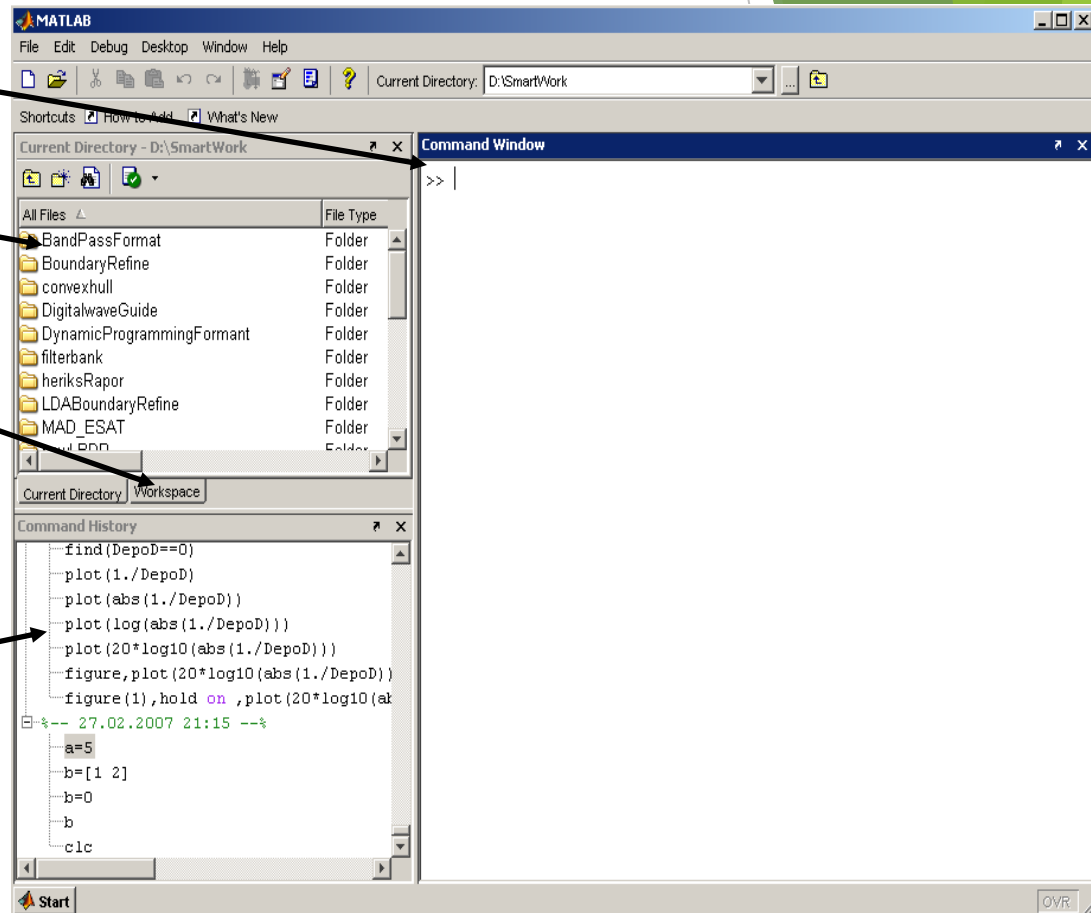 MATLAB
File Edit Debug Desktop Window Help
Current Directory: D:\SmartWork ...
Shortcuts How to Add What's New
Current Directory - D:\SmartWork
All Files File Type
BandPassFormat Folder
BoundaryRefine Folder
convexhull Folder
DigitalwaveGuide Folder
DynamicProgrammingFormant Folder
filterbank Folder
heriksRapor Folder
LDABoundaryRefine Folder
MAD_ESAT Folder
Folder
Current Directory Workspace
Command History
find(DepoD==0)
plot(1./DepoD)
plot(abs(1./DepoD))
plot(log(abs(1./DepoD)))
plot(20*log10(abs(1./DepoD)))
figure,plot(20*log10(abs(1./DepoD))
figure(1),hold on ,plot(20*log10(ab
%-- 27.02.2007 21:15 --%
a=5
b=[1 2]
b=0
b
clc
Command Window
>>
Start
OVR